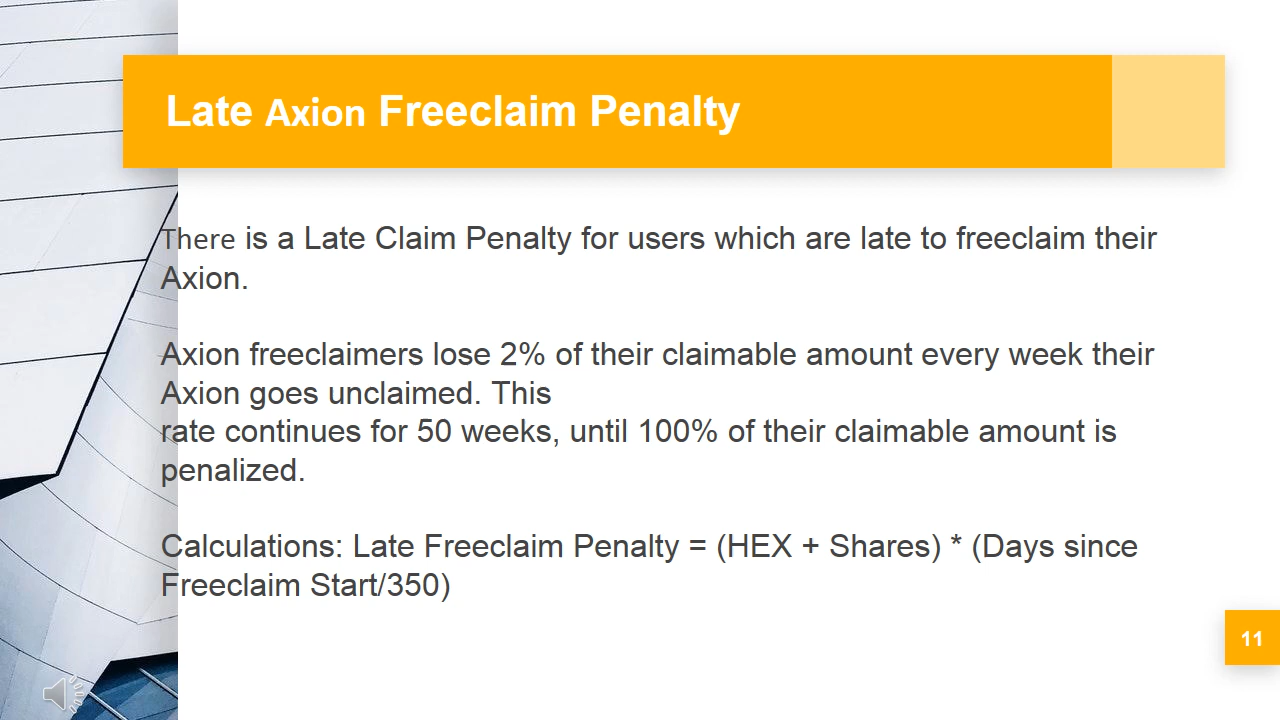 Late Axion Freeclaim Penalty
There is a Late Claim Penalty for users which are late to freeclaim their
Axion.
Axion freeclaimers lose 2% of their claimable amount every week their
Axion goes unclaimed. This
rate continues for 50 weeks, until 100% of their claimable amount is
penalized.
Calculations: Late Freeclaim Penalty = (HEX + Shares) * (Days since
Freeclaim Start/350)
11